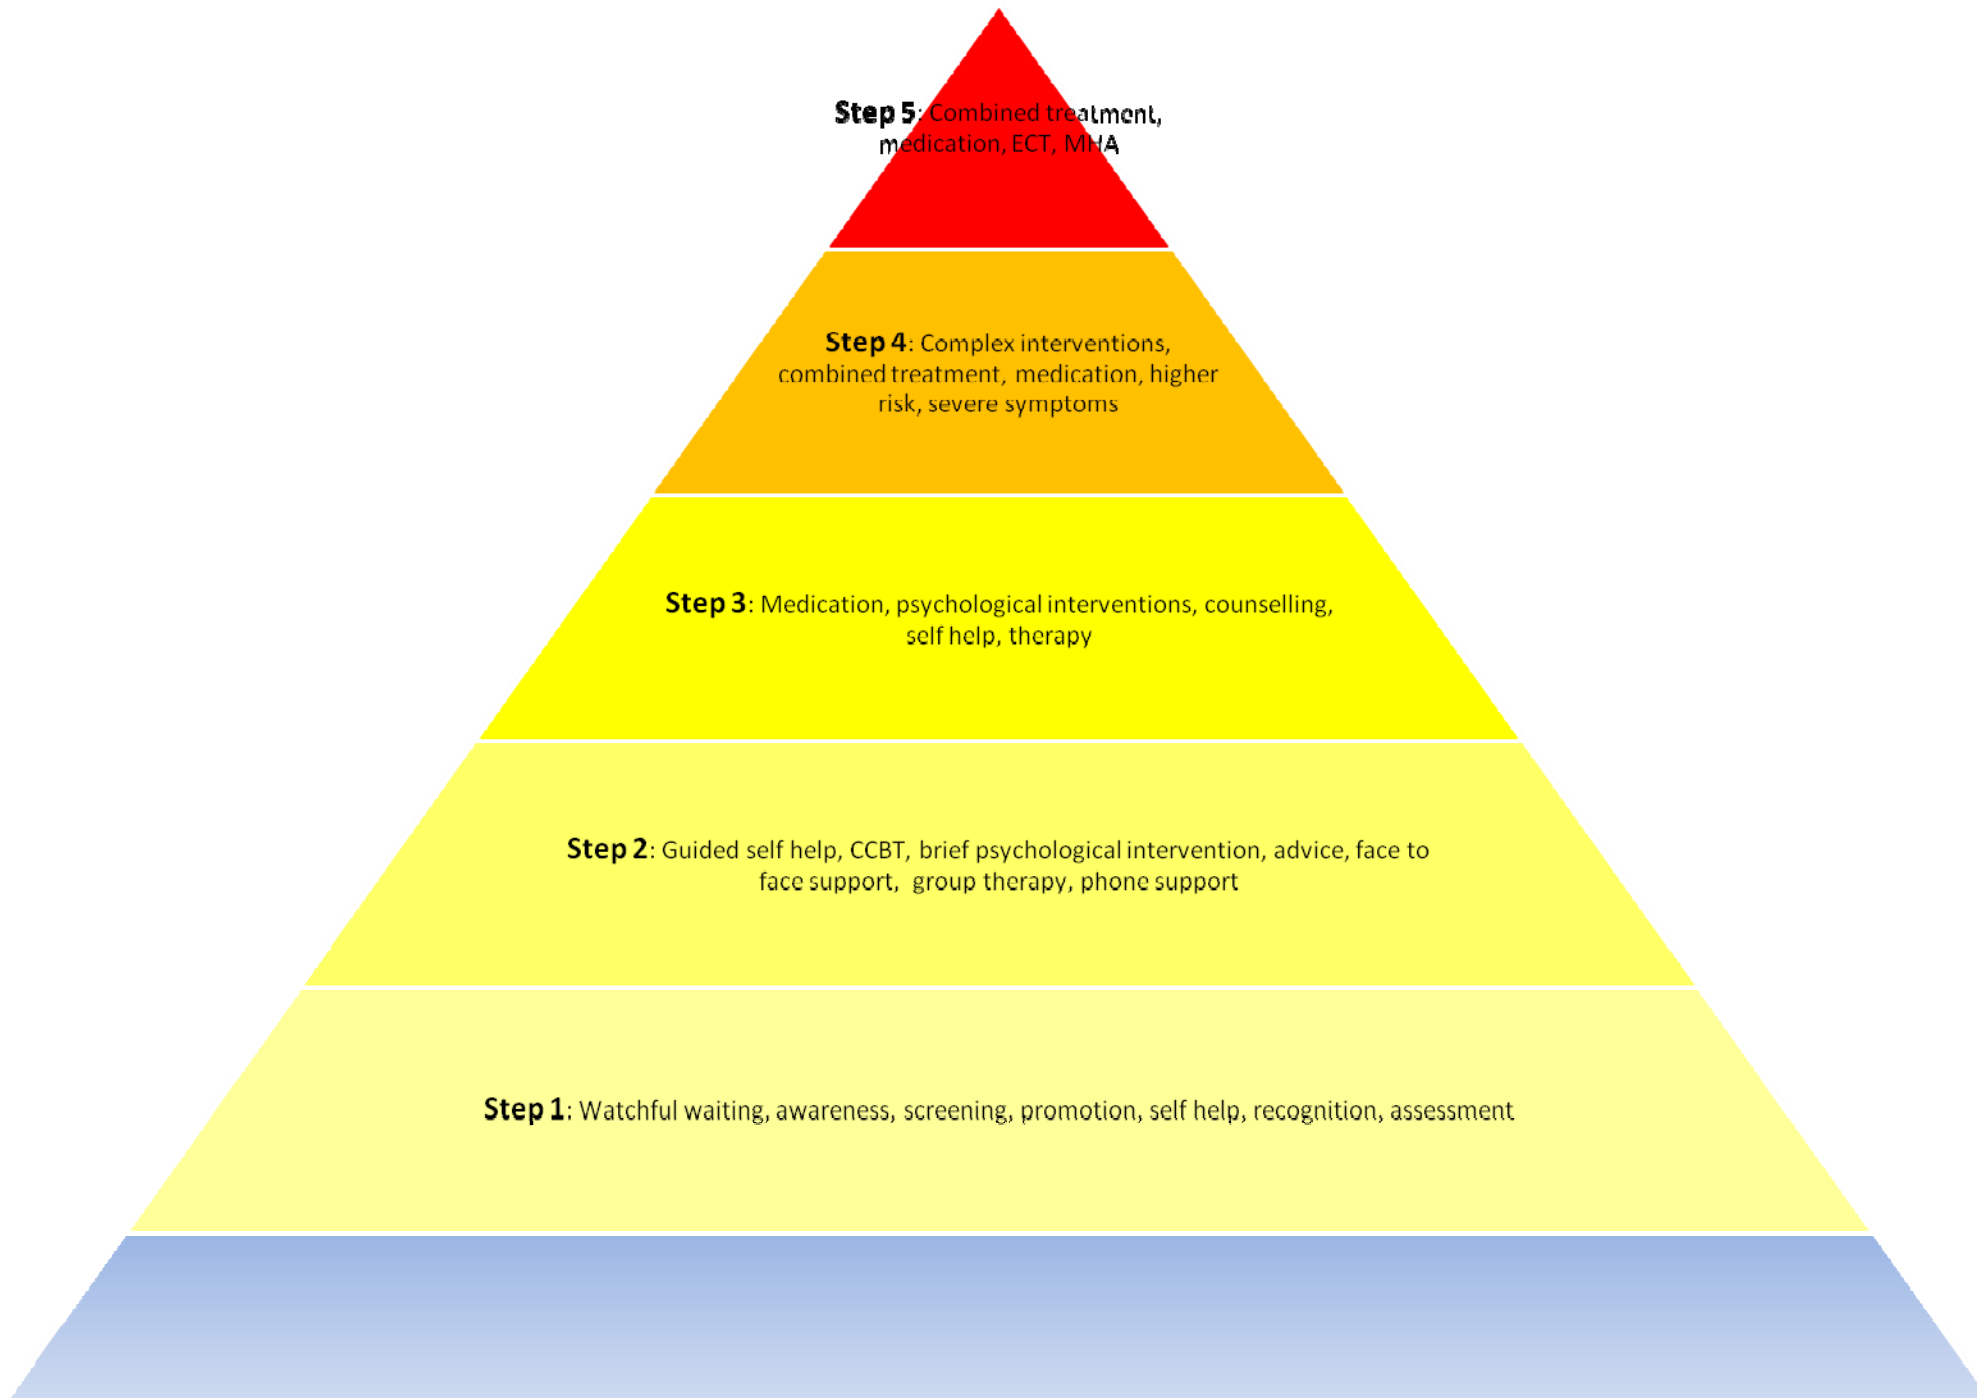 Step 5: Combined treatment,
medication, ECT, MHA
Step 4: Complex interventions,
combined treatment, medication, higher
risk, severe symptoms
Step 3: Medication, psychological interventions, counselling,
self help, therapy
Step 2: Guided self help, CCBT, brief psychological intervention, advice, face to
face support, group therapy, phone support
Step 1: Watchful waiting, awareness, screening, promotion, self help, recognition, assessment